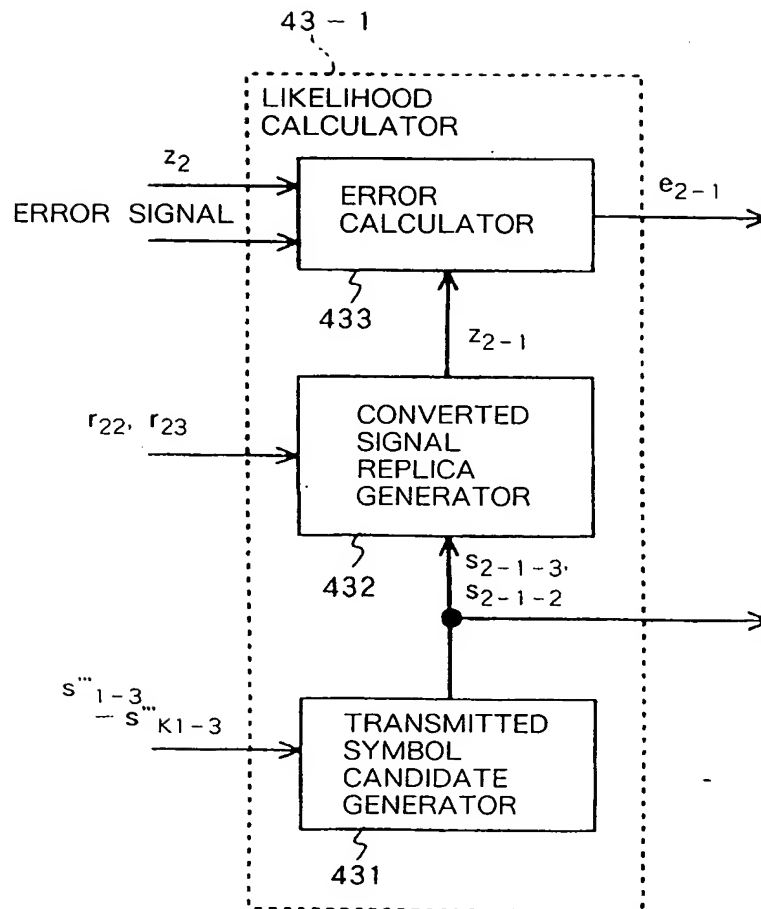 43-1
LIKELIHOOD
CALCULATOR
z2
ERROR SIGNAL
ERROR
CALCULATOR
e2-1
433
z2-1
r22, r23
CONVERTED
SIGNAL
REPLICA
GENERATOR
432
s2-1-3,
s2-1-2
s'''1-3
– s'''K1-3
TRANSMITTED
SYMBOL
CANDIDATE
GENERATOR
431